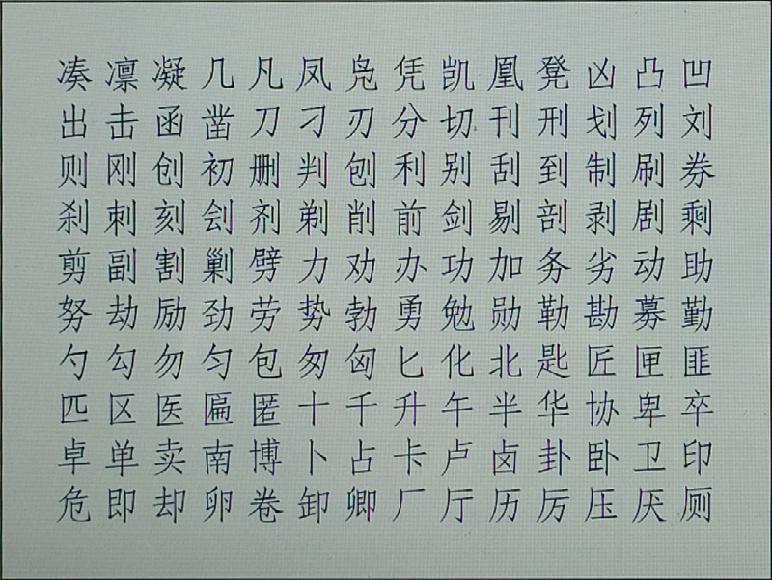 凑凛凝几凡凤凫凭凯凰凳凶凸凹
出击函凿刀刁刃分切刊刑划列刘
则刚创初删判刨利别刮到制刷券
刹刺刻刽剂剃削前剑剔剖剥剧剩
剪副割剿劈力劝办功加务劣动助
努劫励劲劳势勃勇勉勋勒勘募勤
勺勾勿匀包匆匈匕化北匙匠匣匪
匹区医匾匿十千升午半华协卑卒
卓单卖南博卜占卡卢卤卦卧卫印
危即却卵卷卸卿厂厅历厉压厌厕